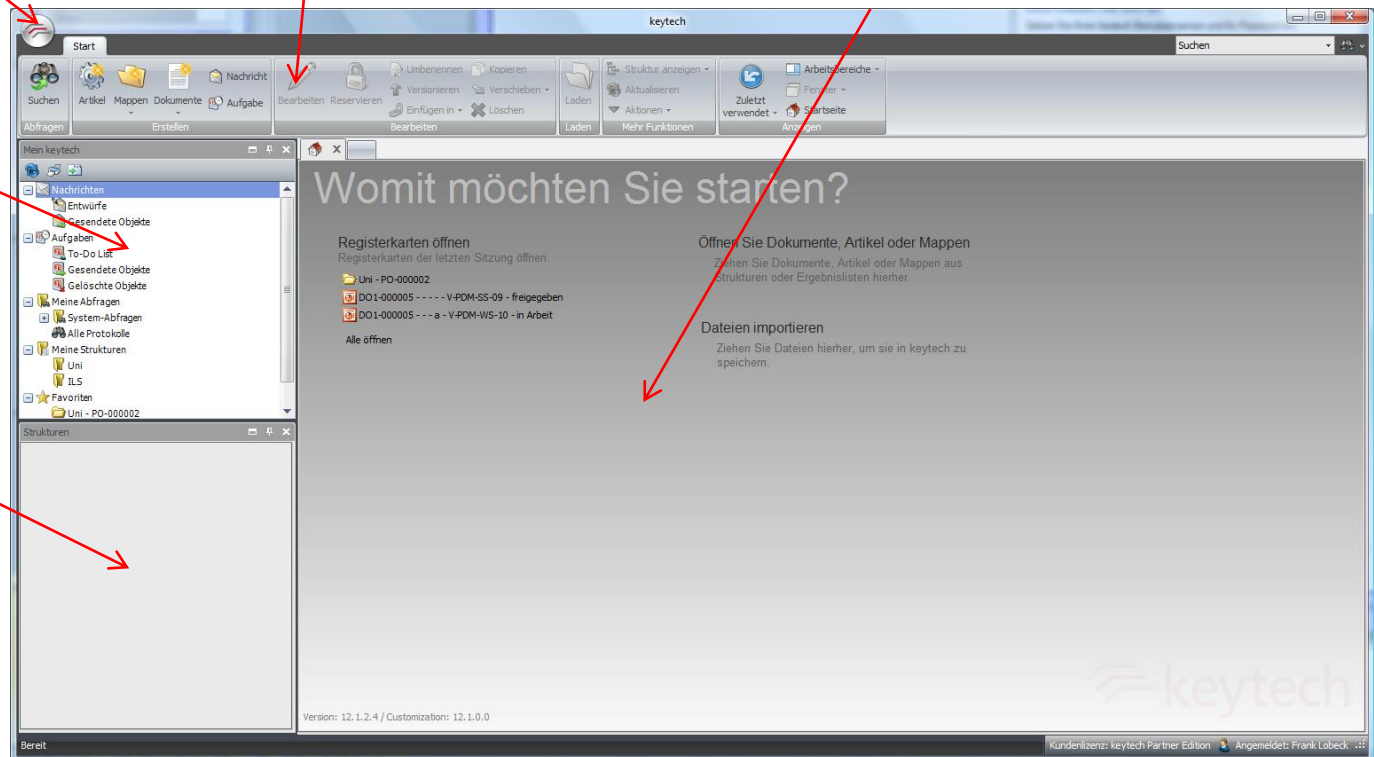 keytech
Start
Suchen
Suchen
Artikel
Mappen
Dokumente
Nachricht
Aufgabe
Bearbeiten
Reservieren
Umbenennen
Kopieren
Versionieren
Verschieben
Einfügen in
Löschen
Laden
Struktur anzeigen
Aktualisieren
Aktionen
Zuletzt
verwendet
Arbeitsbereiche
Fenster
Startseite
Abfragen
Erstellen
Bearbeiten
Laden
Mehr Funktionen
Anzeigen
Mein keytech
Nachrichten
Entwürfe
Gesendete Objekte
Aufgaben
To-Do List
Gesendete Objekte
Gelöschte Objekte
Meine Abfragen
System-Abfragen
Alle Protokolle
Meine Strukturen
Uni
ILS
Favoriten
Uni - PO-000002
Strukturen
Womit möchten Sie starten?
Registerkarten öffnen
Registerkarten der letzten Sitzung öffnen.
Uni - PO-000002
DO1-000005 - - - - - V-PDM-SS-09 - freigegeben
DO1-000005 - - - a - V-PDM-WS-10 - in Arbeit
Alle öffnen
Öffnen Sie Dokumente, Artikel oder Mappen
Ziehen Sie Dokumente, Artikel oder Mappen aus
Strukturen oder Ergebnislisten hierher.
Dateien importieren
Ziehen Sie Dateien hierher, um sie in keytech zu
speichern.
keytech
Version: 12.1.2.4 / Customization: 12.1.0.0
Bereit
Kundenlizenz: keytech Partner Edition
Angemeldet: Frank Lobeck